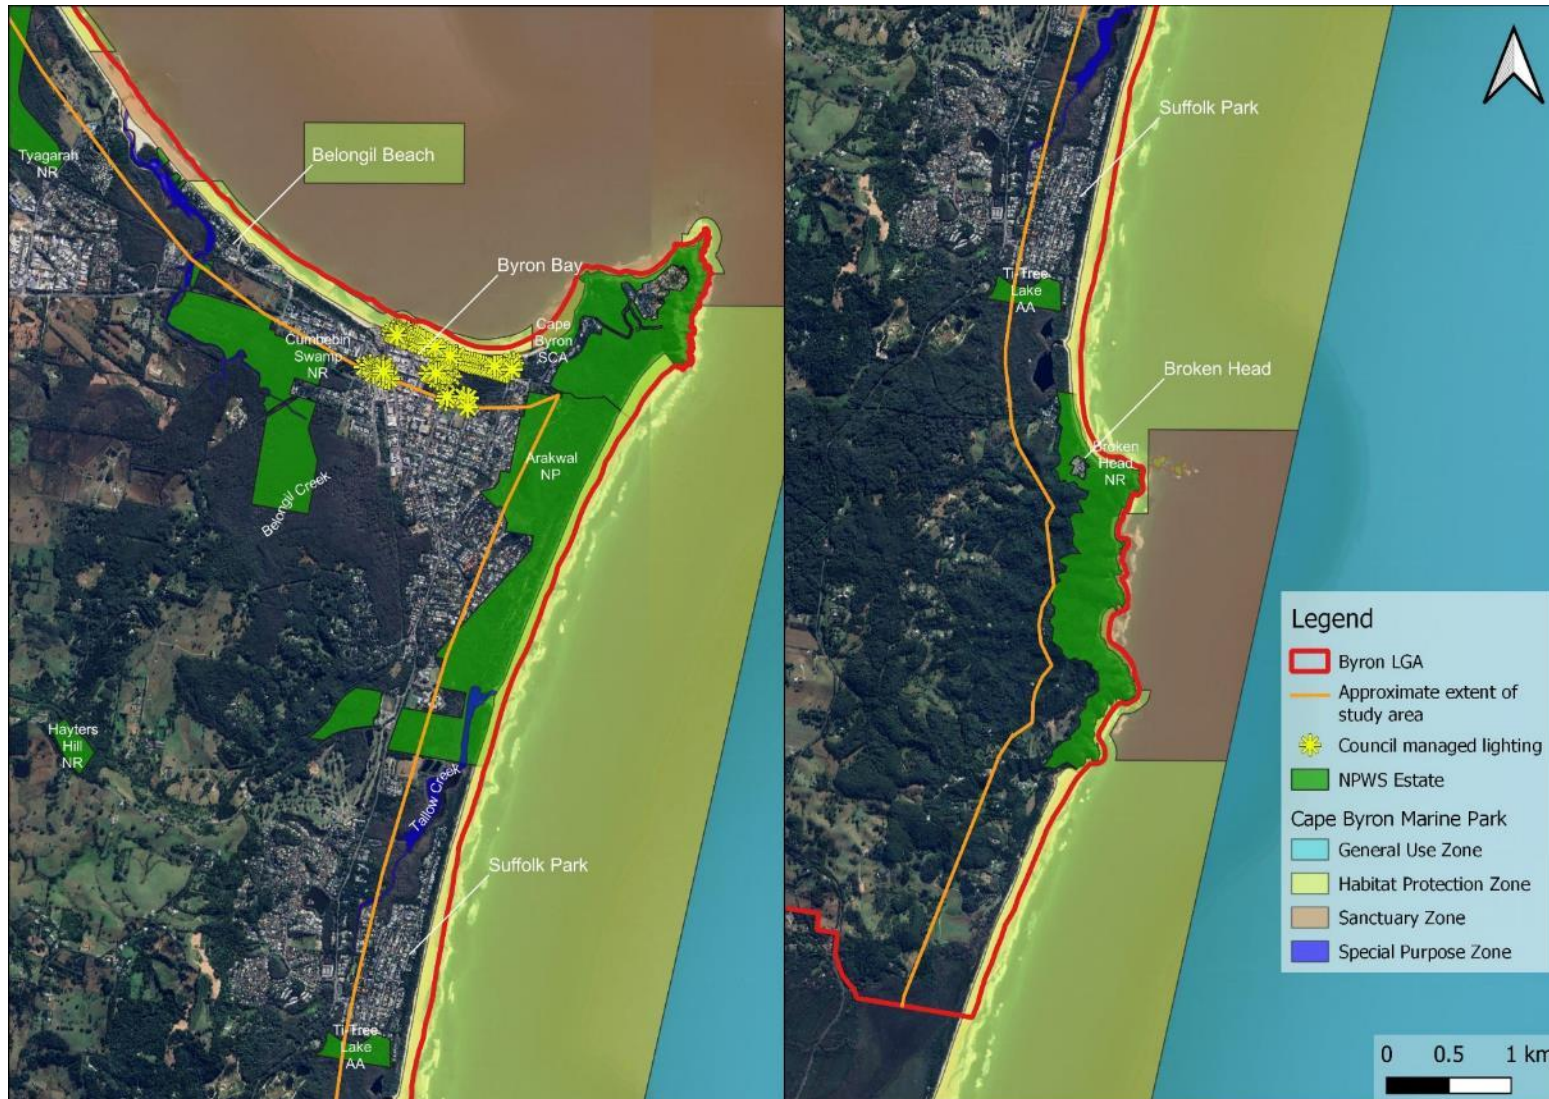 Tyagarah
NR
Belongil Beach
Byron Bay
Cape
Byron
SCA
Cumbebin
Swamp
NR
Arakwal
NP
Belongil Creek
Hayters
Hill
NR
Tallow Creek
Suffolk Park
Ti-Tree
Lake
AA
Suffolk Park
Ti-Tree
Lake
AA
Broken Head
Broken
Head
NR
Legend
Byron LGA
Approximate extent of
study area
Council managed lighting
NPWS Estate
Cape Byron Marine Park
General Use Zone
Habitat Protection Zone
Sanctuary Zone
Special Purpose Zone
0 0.5 1 km